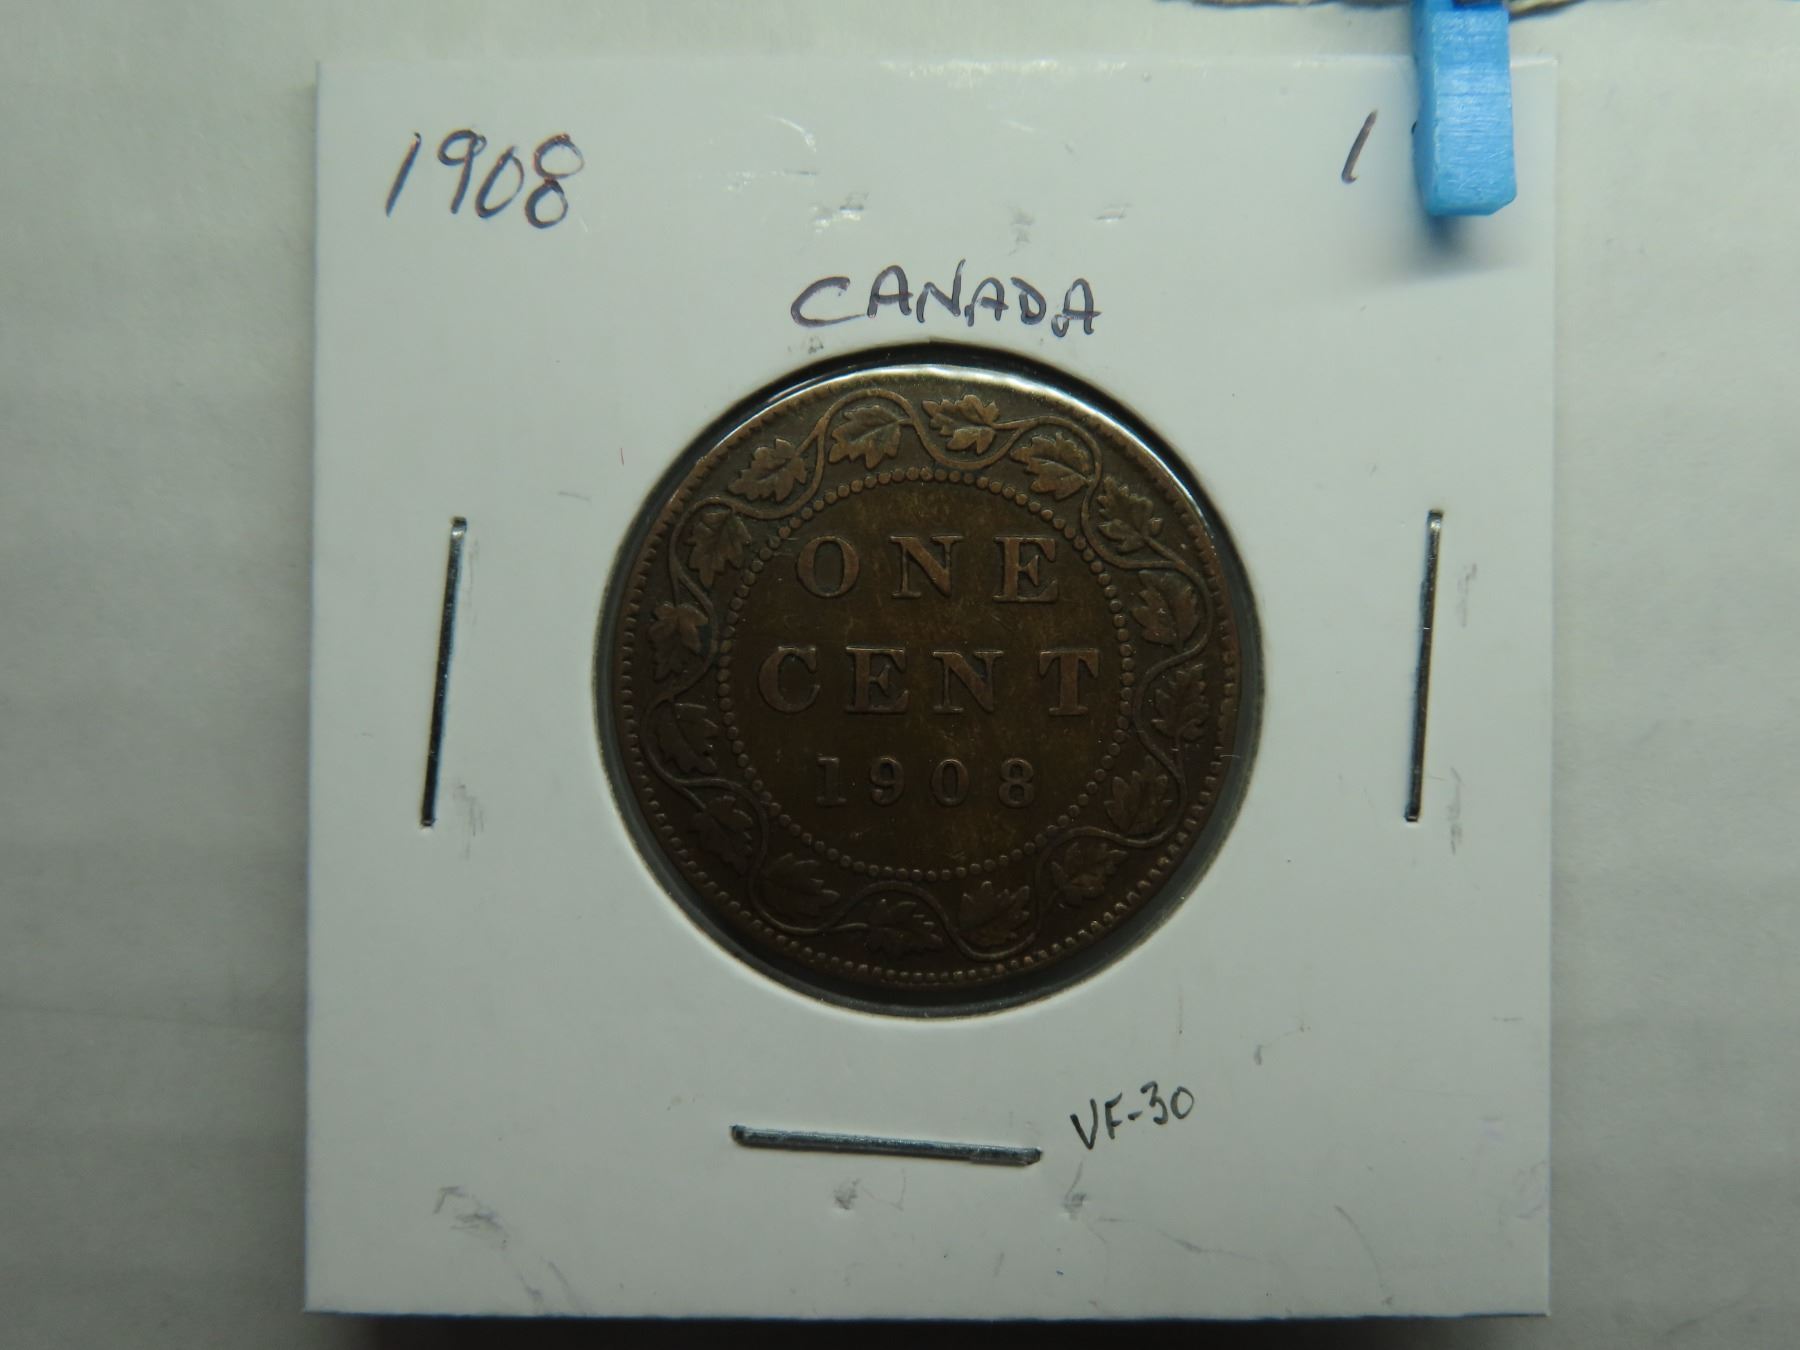 1908 1
CANADA
ONE
CENT
1908
VF-30